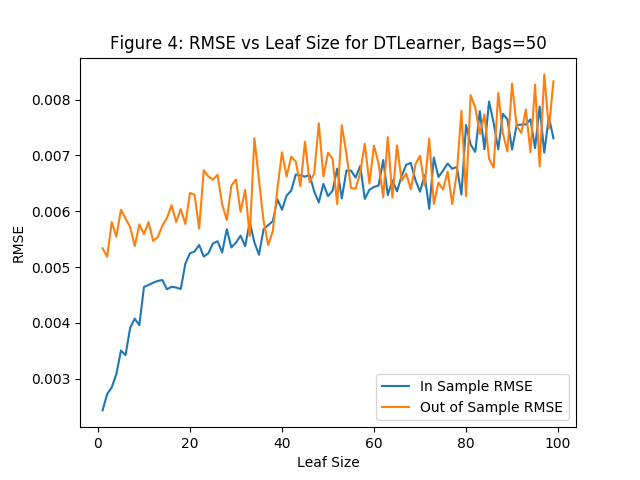 Figure 4: RMSE vs Leaf Size for DTLearner, Bags=50
0.008
0.007
0.006
0.005
0.004
0.003
RMSE
In Sample RMSE
Out of Sample RMSE
0 20 40 60 80 100
Leaf Size